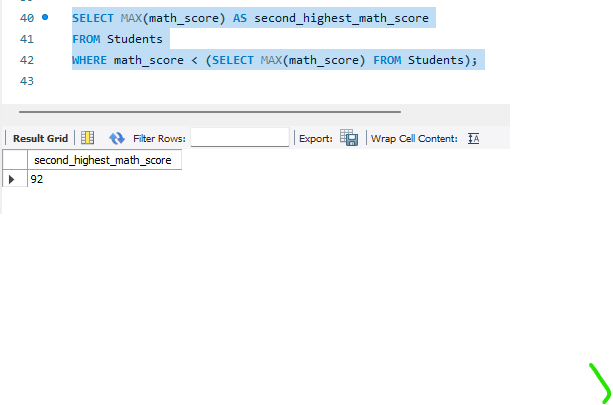 40 SELECT MAX(math_score) AS second_highest_math_score
41 FROM Students
42 WHERE math_score < (SELECT MAX(math_score) FROM Students);
43
Result Grid Filter Rows: Export: Wrap Cell Content:
second_highest_math_score
92